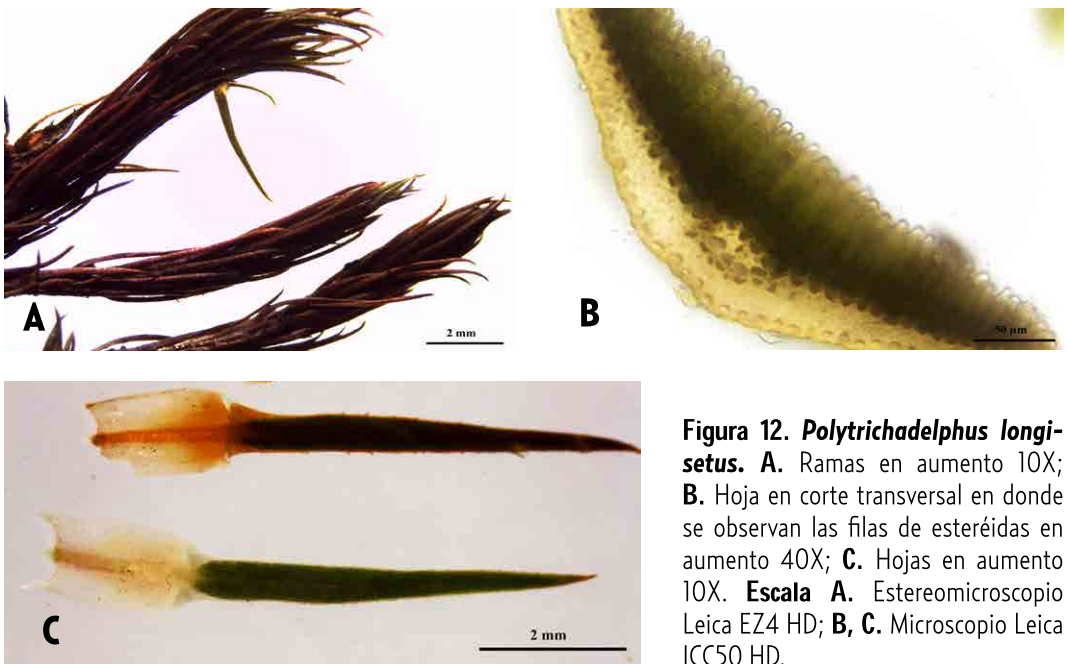 A
2 mm
B
50 µm
C
2 mm
Figura 12. Polytrichadelphus longi-
setus. A. Ramas en aumento 10X;
B. Hoja en corte transversal en donde
se observan las filas de esteréidas en
aumento 40X; C. Hojas en aumento
10X. Escala A. Estereomicroscopio
Leica EZ4 HD; B, C. Microscopio Leica
ICC50 HD.